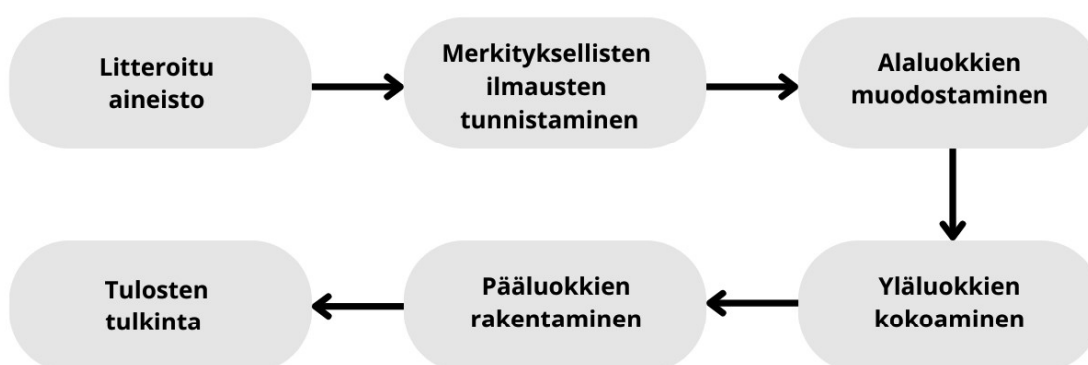 Litteroitu
aineisto
Merkityksellisten
ilmausten
tunnistaminen
Alaluokkien
muodostaminen
Yläluokkien
kokoaminen
Pääluokkien
rakentaminen
Tulosten
tulkinta